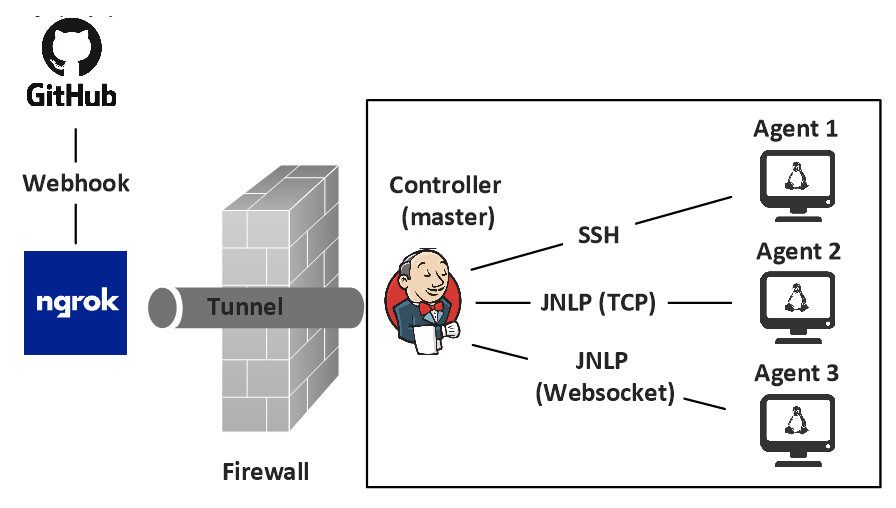 GitHub
Webhook
ngrok
Tunnel
Firewall
Controller
(master)
SSH
JNLP (TCP)
JNLP
(Websocket)
Agent 1
Agent 2
Agent 3